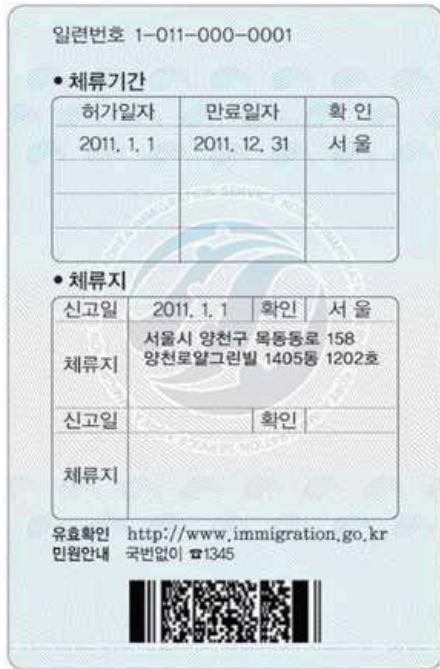 일련번호 1-011-000-0001
• 체류기간
허가일자 만료일자 확 인
2011. 1. 1 2011. 12. 31 서 울
• 체류지
신고일 2011. 1. 1 확인 서 울
체류지 서울시 양천구 목동동로 158
양천로얄그린빌 1405동 1202호
신고일 확인
체류지
유효확인 http://www.immigration.go.kr
민원안내 국번없이 ☎1345